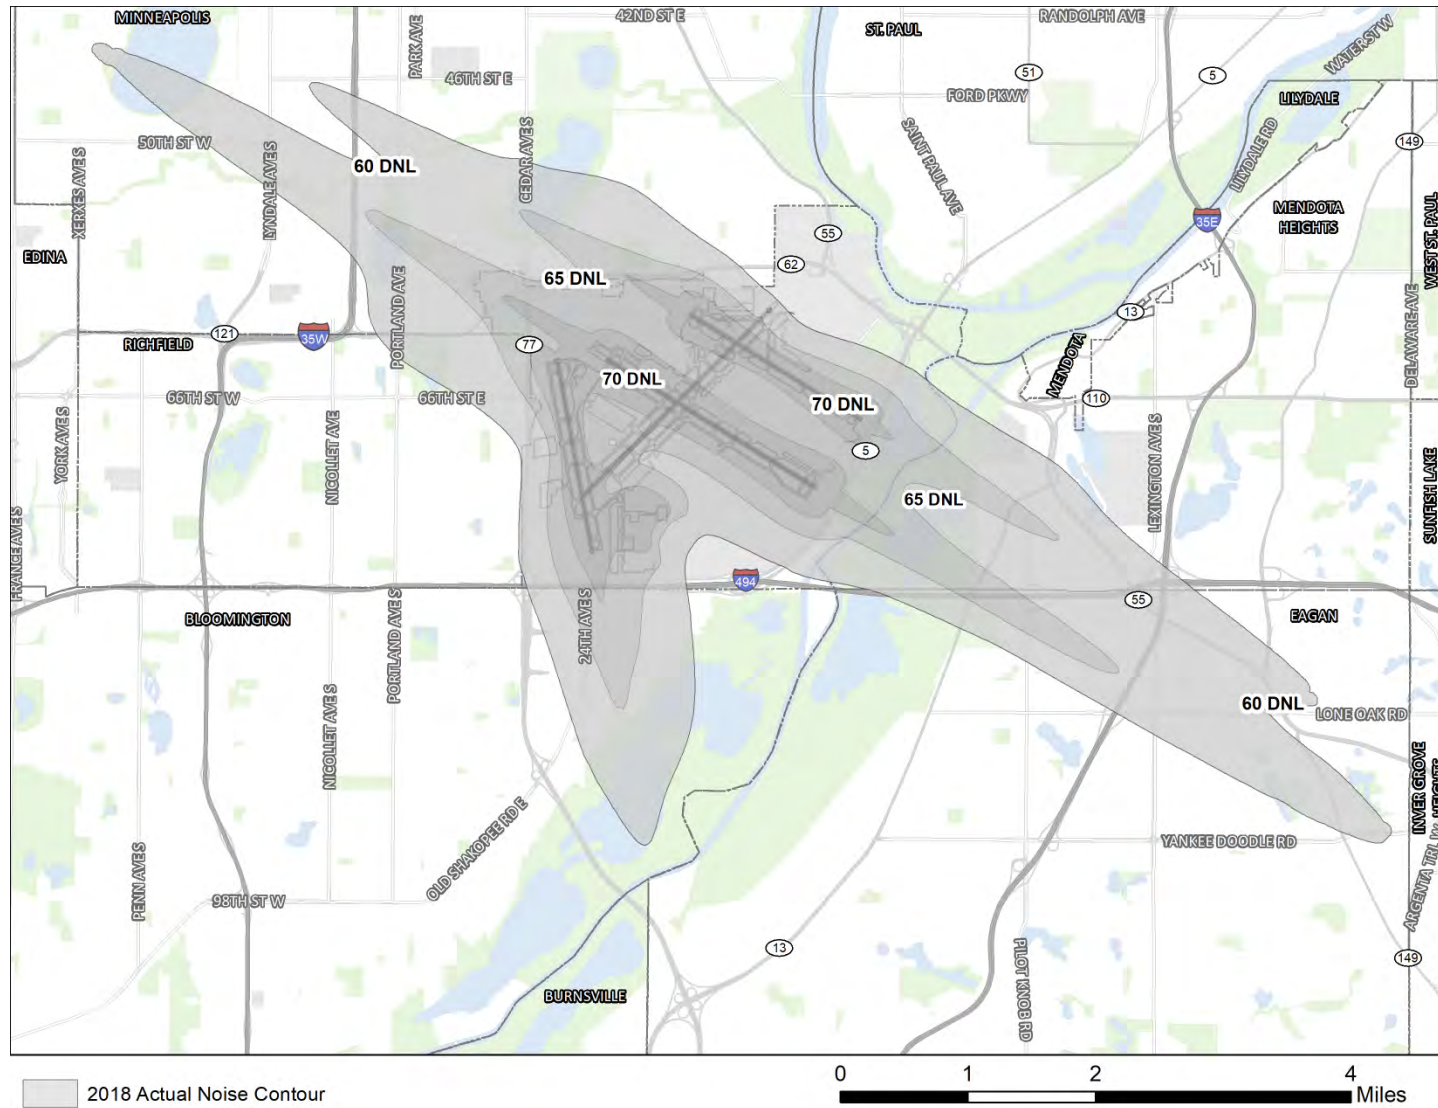 MINNEAPOLIS
42ND ST E
RANDOLPH AVE
ST. PAUL
PARK AVE
46TH ST E
51
5
WATER ST W
FORD PKWY
LILYDALE
50TH ST W
60 DNL
CEDAR AVE S
SAINT PAUL AVE
LILYDALE RD
149
XERXES AVE S
LYNDALE AVE S
MENDOTA
HEIGHTS
35E
WEST ST. PAUL
55
EDINA
62
65 DNL
PORTLAND AVE
13
121
35W
RICHFIELD
77
MENDOTA
DELAWARE AVE
70 DNL
66TH ST W
66TH ST E
70 DNL
110
YORK AVE S
NICOLLET AVE
5
LEXINGTON AVE S
SUNFISH LAKE
65 DNL
FRANCE AVE S
494
55
BLOOMINGTON
PORTLAND AVE S
24TH AVE S
EAGAN
NICOLLET AVE S
60 DNL
LONE OAK RD
INVER GROVE
HEIGHTS
OLD SHAKOPEE RD E
YANKEE DOODLE RD
PENN AVE S
98TH ST W
ARGENTA TRL W
13
PILOT KNOB RD
149
BURNSVILLE
2018 Actual Noise Contour
0 1 2 4
Miles